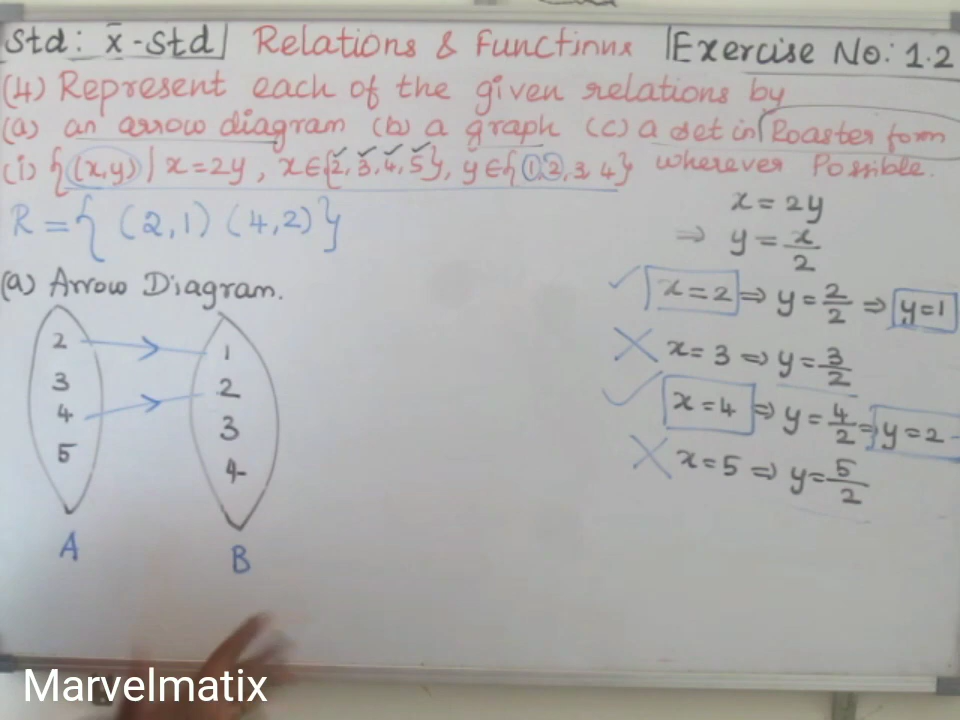 Std: x̄ - Std Relations & Functions Exercise No: 1.2
(4) Represent each of the given relations by
(a) an arrow diagram (b) a graph (c) a set in Roaster form
(i) {(x,y) | x=2y, x∈{2,3,4,5}, y∈{1,2,3,4} wherever Possible.
R = { (2,1) (4,2) }
x = 2y
⇒ y = x/2
x=2 ⇒ y = 2/2 ⇒ y=1
x=3 ⇒ y = 3/2
x=4 ⇒ y = 4/2 = y=2
x=5 ⇒ y = 5/2
(a) Arrow Diagram.
2 1
3 2
4 3
5 4
A B
Marvelmatix